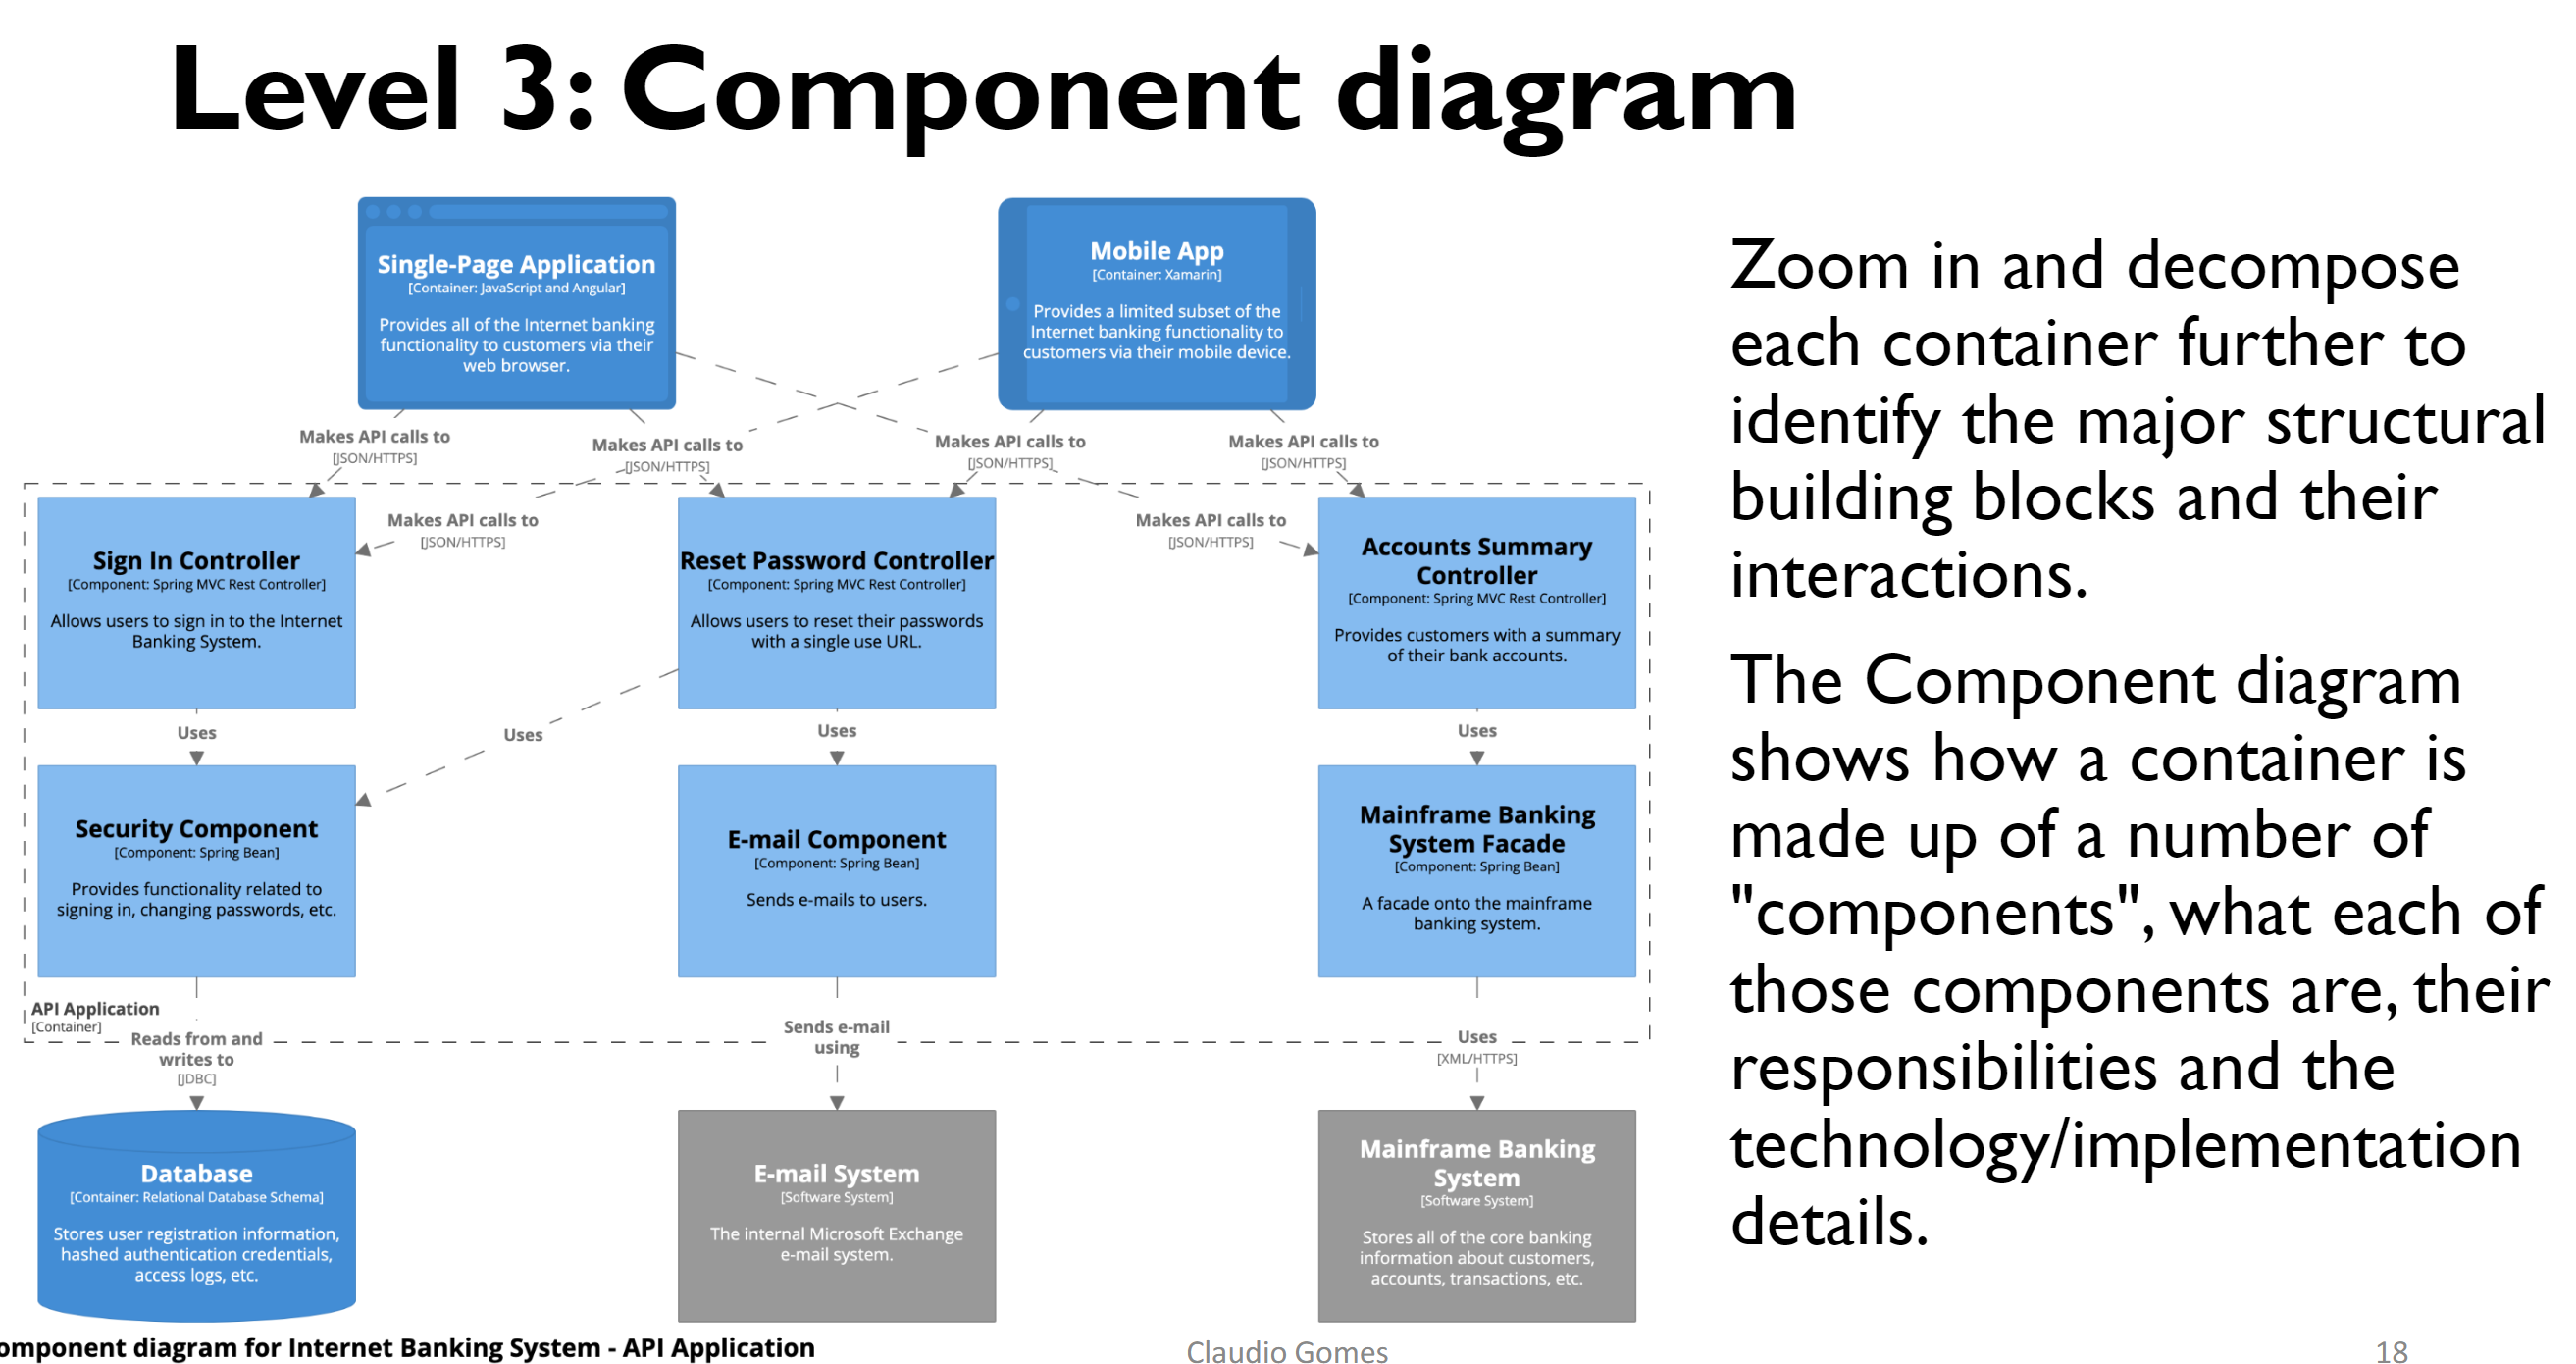 Level 3: Component diagram
Single-Page Application
[Container: JavaScript and Angular]
Provides all of the Internet banking
functionality to customers via their
web browser.
Mobile App
[Container: Xamarin]
Provides a limited subset of the
Internet banking functionality to
customers via their mobile device.
Makes API calls to
[JSON/HTTPS]
Makes API calls to
[JSON/HTTPS]
Makes API calls to
[JSON/HTTPS]
Makes API calls to
[JSON/HTTPS]
Makes API calls to
[JSON/HTTPS]
Makes API calls to
[JSON/HTTPS]
Sign In Controller
[Component: Spring MVC Rest Controller]
Allows users to sign in to the Internet
Banking System.
Reset Password Controller
[Component: Spring MVC Rest Controller]
Allows users to reset their passwords
with a single use URL.
Accounts Summary
Controller
[Component: Spring MVC Rest Controller]
Provides customers with a summary
of their bank accounts.
Uses
Uses
Uses
Uses
Security Component
[Component: Spring Bean]
Provides functionality related to
signing in, changing passwords, etc.
E-mail Component
[Component: Spring Bean]
Sends e-mails to users.
Mainframe Banking
System Facade
[Component: Spring Bean]
A facade onto the mainframe
banking system.
API Application
[Container]
Reads from and
writes to
[JDBC]
Sends e-mail
using
Uses
[XML/HTTPS]
Database
[Container: Relational Database Schema]
Stores user registration information,
hashed authentication credentials,
access logs, etc.
E-mail System
[Software System]
The internal Microsoft Exchange
e-mail system.
Mainframe Banking
System
[Software System]
Stores all of the core banking
information about customers,
accounts, transactions, etc.
omponent diagram for Internet Banking System - API Application
Zoom in and decompose
each container further to
identify the major structural
building blocks and their
interactions.
The Component diagram
shows how a container is
made up of a number of
"components", what each of
those components are, their
responsibilities and the
technology/implementation
details.
Claudio Gomes
18